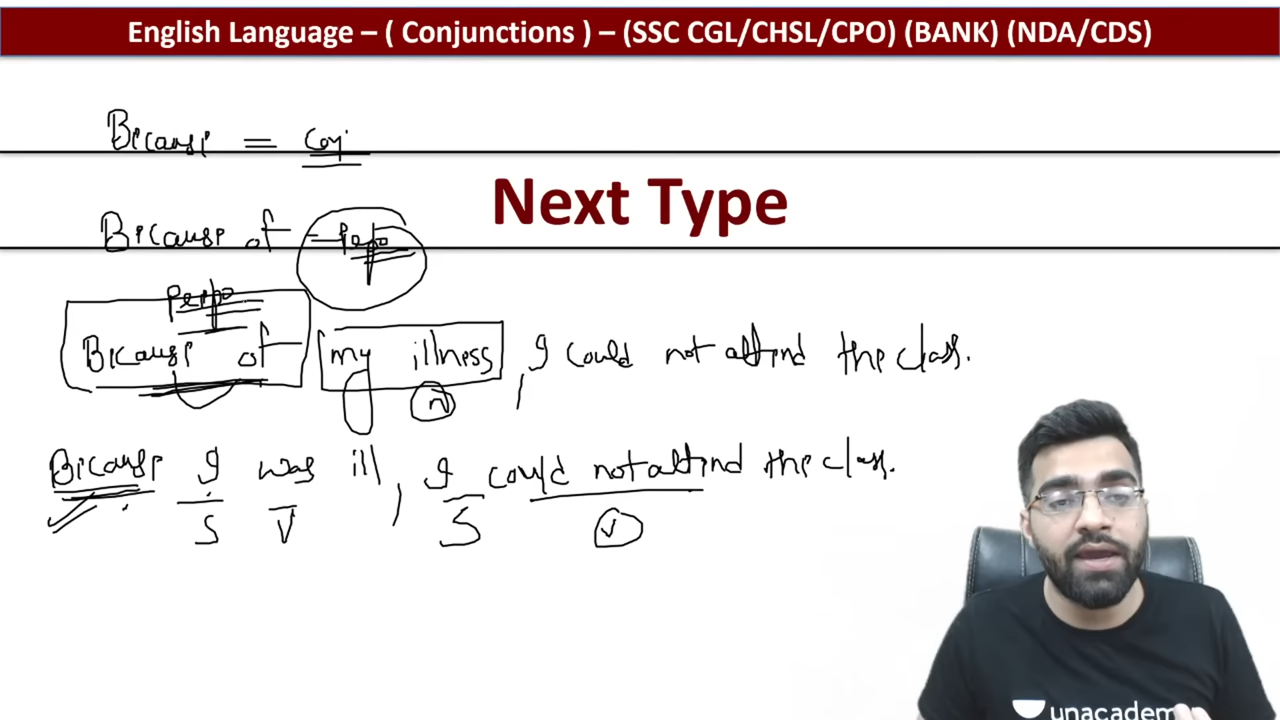 English Language – ( Conjunctions ) – (SSC CGL/CHSL/CPO) (BANK) (NDA/CDS)
Because = Conj.
Next Type
Because of = Prepo
Prepo
Because of my illness, I could not attend the class.
n
Because I was ill, I could not attend the class.
S V S V
unacadem